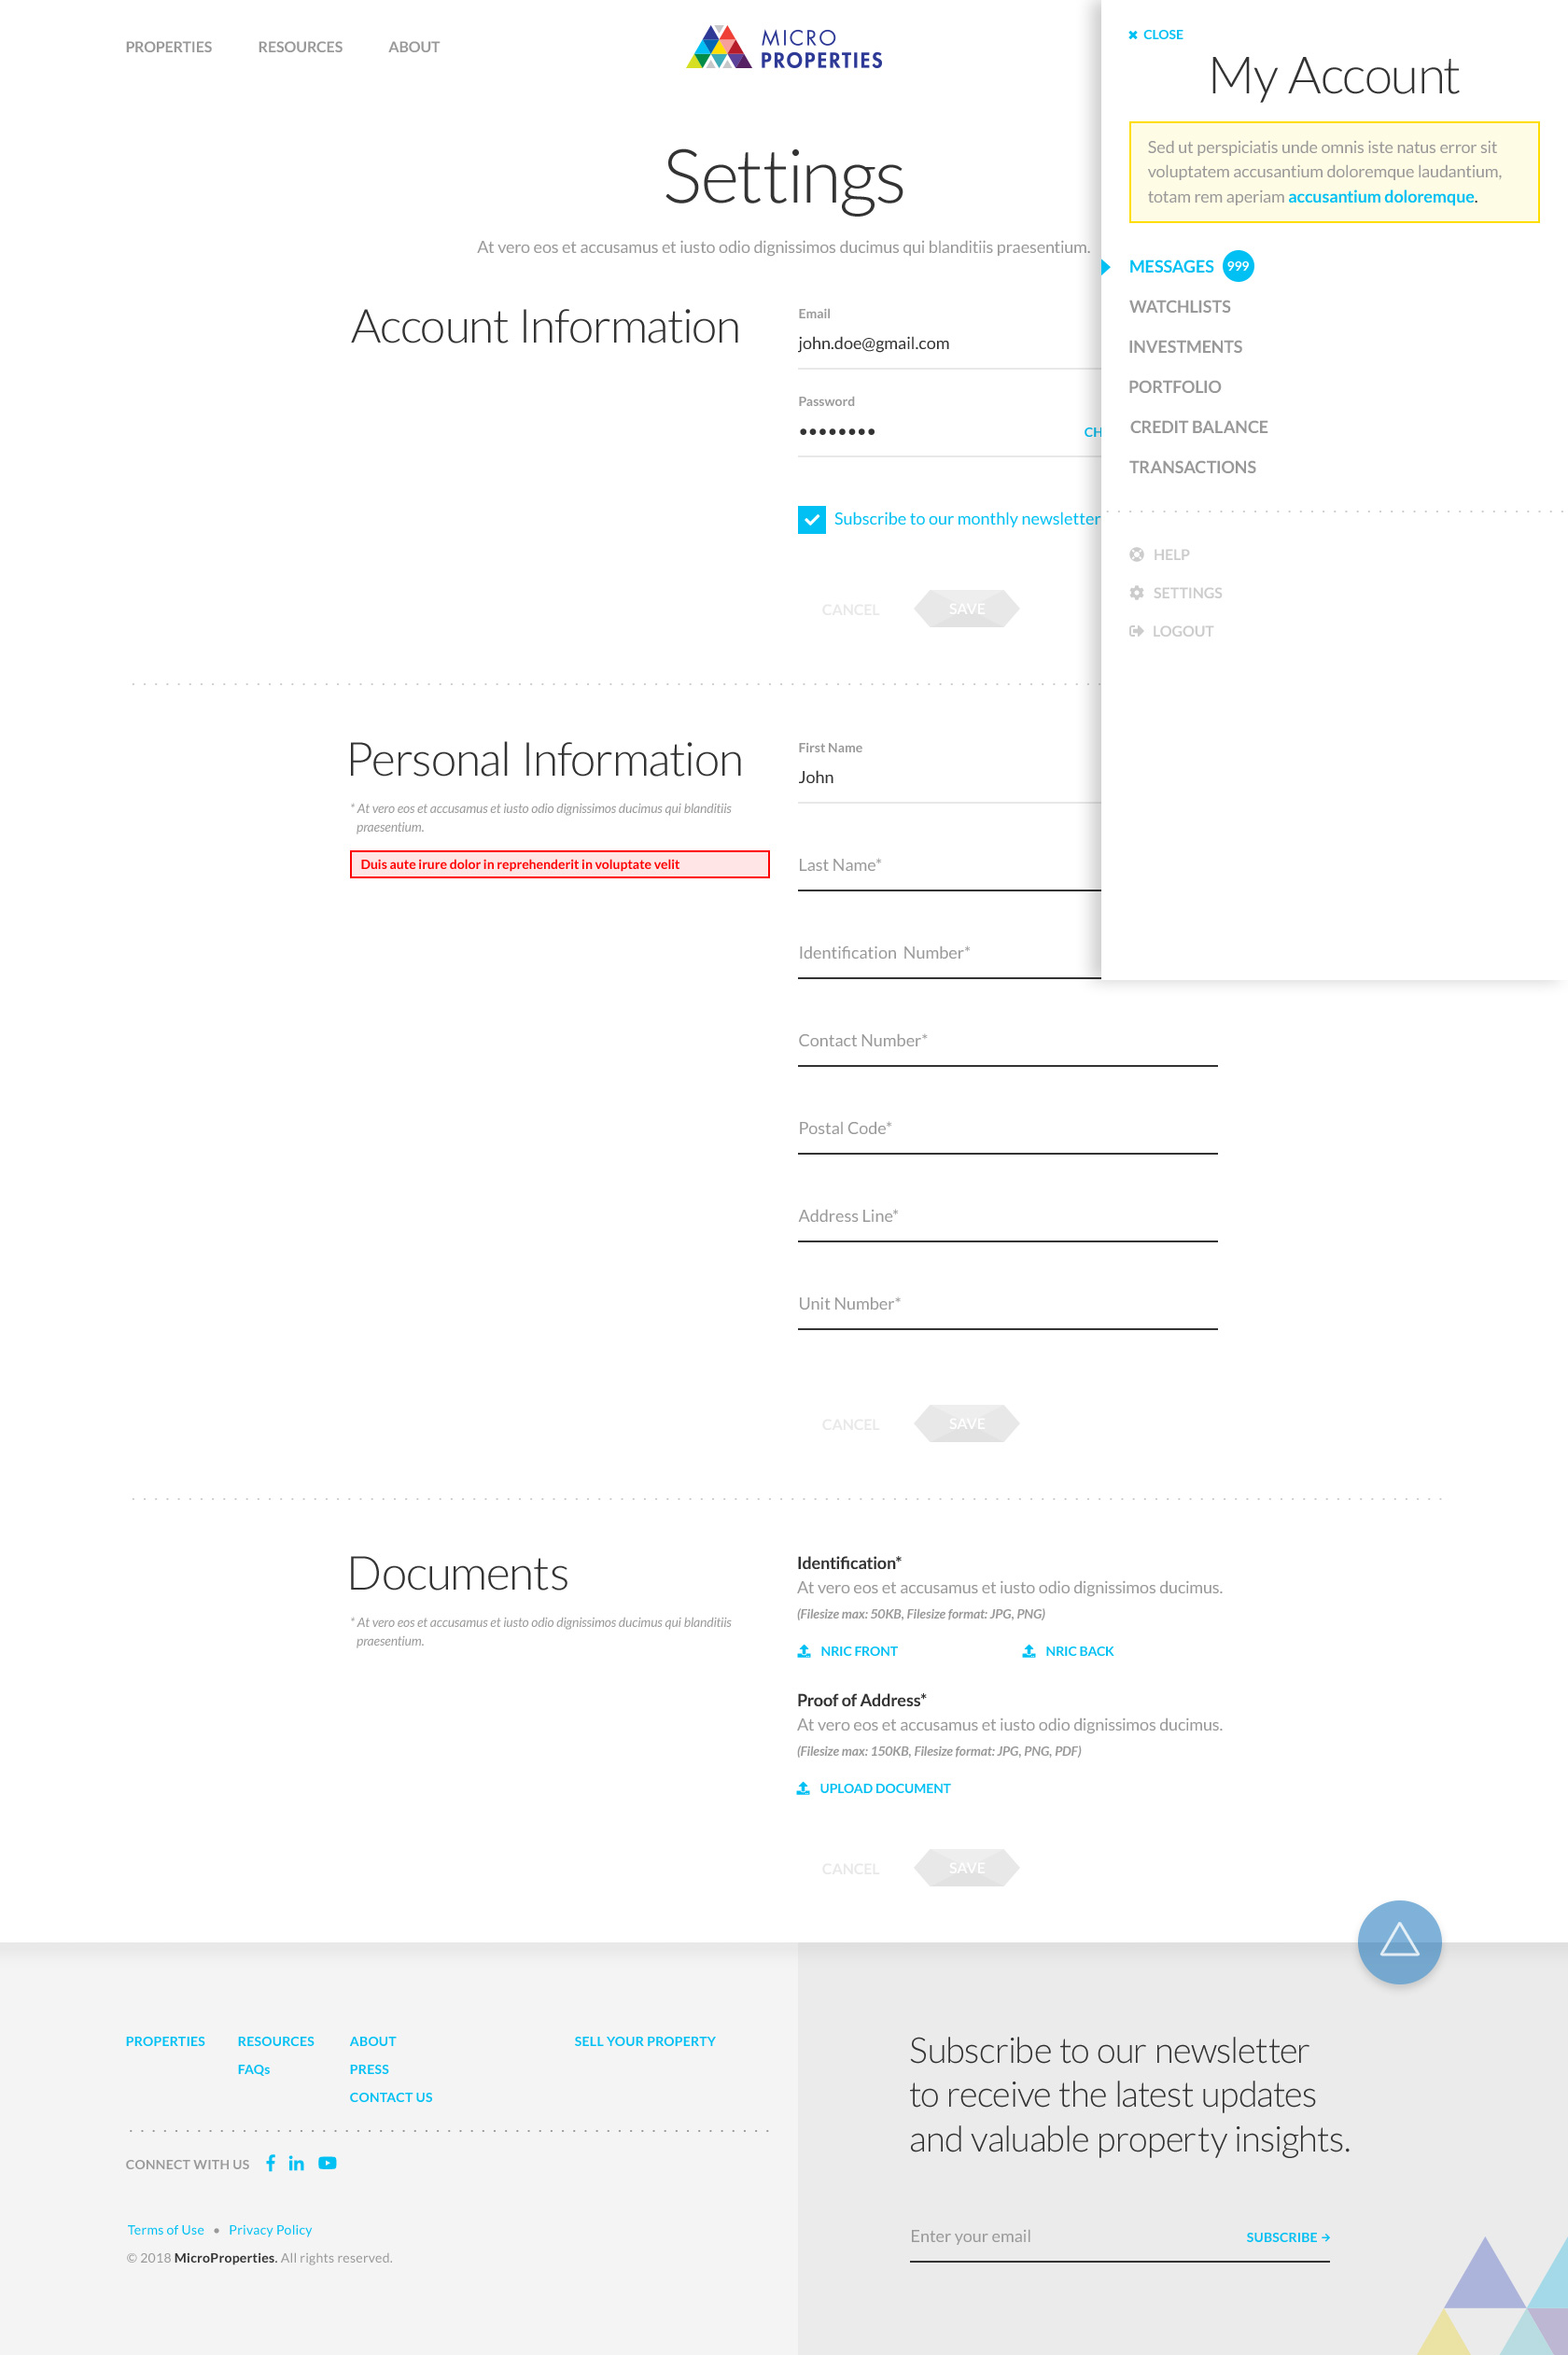 PROPERTIES RESOURCES ABOUT
MICRO
PROPERTIES
Settings
At vero eos et accusamus et iusto odio dignissimos ducimus qui blanditiis praesentium.
Account Information
Email
john.doe@gmail.com
Password
••••••••
CH
Subscribe to our monthly newsletter
CANCEL SAVE
Personal Information
* At vero eos et accusamus et iusto odio dignissimos ducimus qui blanditiis
praesentium.
Duis aute irure dolor in reprehenderit in voluptate velit
First Name
John
Last Name*
Identification Number*
Contact Number*
Postal Code*
Address Line*
Unit Number*
CANCEL SAVE
Documents
* At vero eos et accusamus et iusto odio dignissimos ducimus qui blanditiis
praesentium.
Identification*
At vero eos et accusamus et iusto odio dignissimos ducimus.
(Filesize max: 50KB, Filesize format: JPG, PNG)
NRIC FRONT NRIC BACK
Proof of Address*
At vero eos et accusamus et iusto odio dignissimos ducimus.
(Filesize max: 150KB, Filesize format: JPG, PNG, PDF)
UPLOAD DOCUMENT
CANCEL SAVE
CLOSE
My Account
Sed ut perspiciatis unde omnis iste natus error sit
voluptatem accusantium doloremque laudantium,
totam rem aperiam accusantium doloremque.
MESSAGES 999
WATCHLISTS
INVESTMENTS
PORTFOLIO
CREDIT BALANCE
TRANSACTIONS
HELP
SETTINGS
LOGOUT
PROPERTIES RESOURCES ABOUT SELL YOUR PROPERTY
FAQs PRESS
CONTACT US
CONNECT WITH US
Terms of Use • Privacy Policy
© 2018 MicroProperties. All rights reserved.
Subscribe to our newsletter
to receive the latest updates
and valuable property insights.
Enter your email SUBSCRIBE